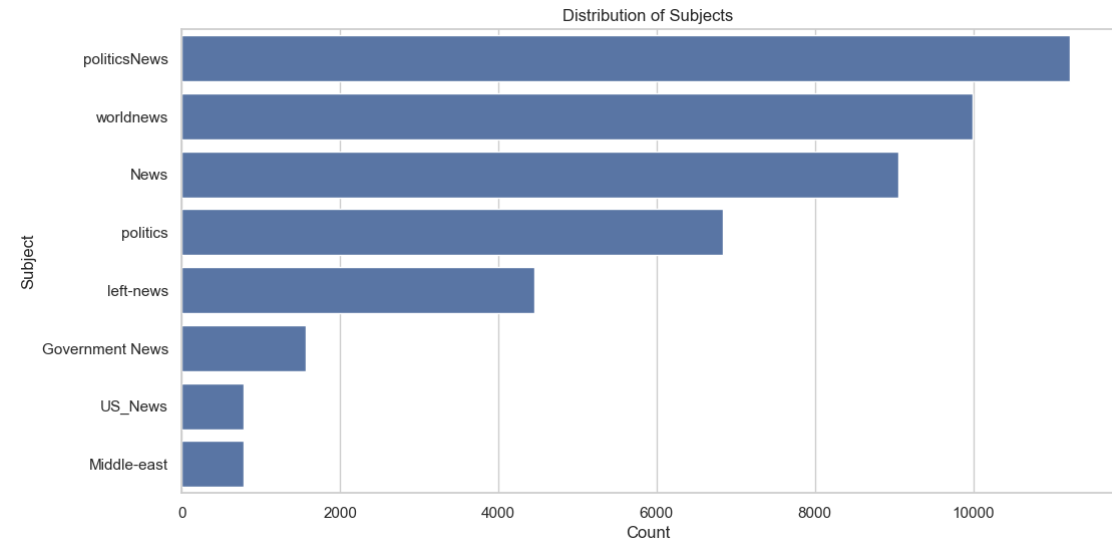 Distribution of Subjects
politicsNews
worldnews
News
politics
left-news
Government News
US_News
Middle-east
Subject
0 2000 4000 6000 8000 10000
Count